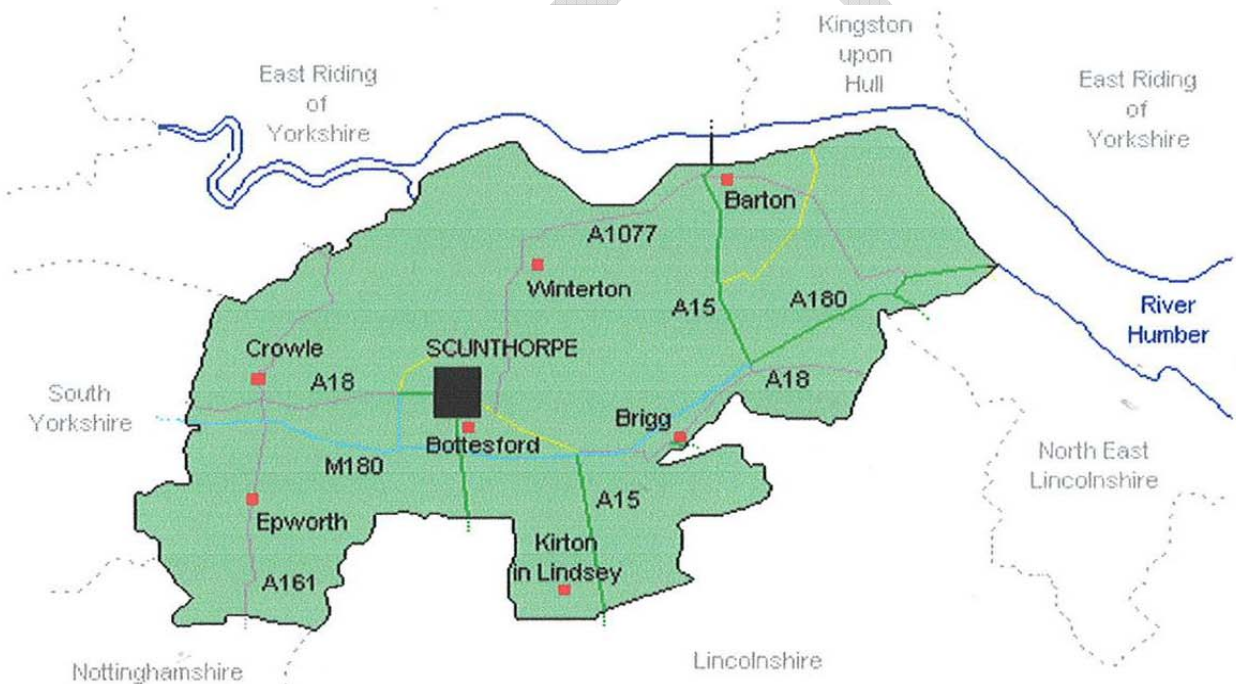 Kingston
upon
Hull
East Riding
of
Yorkshire
East Riding
of
Yorkshire
Barton
A1077
Winterton
A15
A180
River
Humber
Crowle
SCUNTHORPE
A18
A18
South
Yorkshire
Brigg
Bottesford
M180
North East
Lincolnshire
A15
Epworth
Kirton
in Lindsey
A161
Nottinghamshire
Lincolnshire